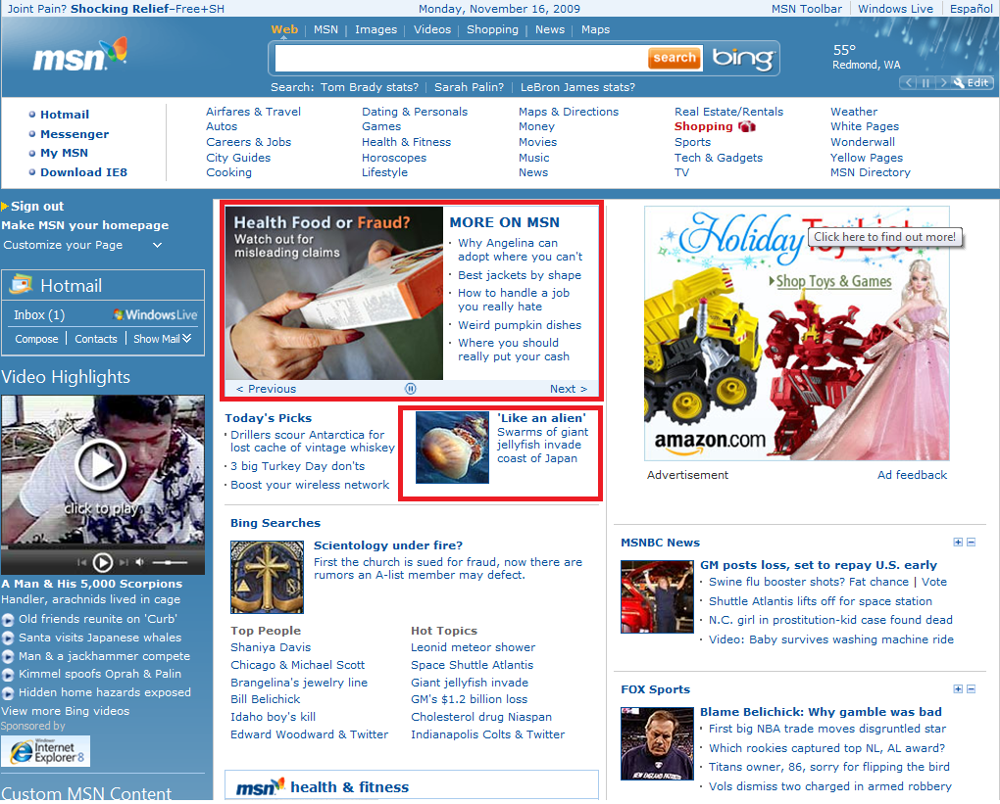 Joint Pain? Shocking Relief–Free+SH
Monday, November 16, 2009
MSN Toolbar
Windows Live
Español
msn
Web
MSN
Images
Videos
Shopping
News
Maps
search
bing
Search: Tom Brady stats? | Sarah Palin? | LeBron James stats?
55°
Redmond, WA
Edit
Hotmail
Messenger
My MSN
Download IE8
Airfares & Travel
Autos
Careers & Jobs
City Guides
Cooking
Dating & Personals
Games
Health & Fitness
Horoscopes
Lifestyle
Maps & Directions
Money
Movies
Music
News
Real Estate/Rentals
Shopping
Sports
Tech & Gadgets
TV
Weather
White Pages
Wonderwall
Yellow Pages
MSN Directory
Sign out
Make MSN your homepage
Customize your Page
Hotmail
Inbox (1)
Windows Live
Compose
Contacts
Show Mail
Video Highlights
click to play
A Man & His 5,000 Scorpions
Handler, arachnids lived in cage
Old friends reunite on 'Curb'
Santa visits Japanese whales
Man & a jackhammer compete
Kimmel spoofs Oprah & Palin
Hidden home hazards exposed
View more Bing videos
Sponsored by
Windows
Internet
Explorer 8
Custom MSN Content
Health Food or Fraud?
Watch out for
misleading claims
MORE ON MSN
Why Angelina can
adopt where you can't
Best jackets by shape
How to handle a job
you really hate
Weird pumpkin dishes
Where you should
really put your cash
< Previous
Next >
Today's Picks
Drillers scour Antarctica for
lost cache of vintage whiskey
3 big Turkey Day don'ts
Boost your wireless network
'Like an alien'
Swarms of giant
jellyfish invade
coast of Japan
Bing Searches
Scientology under fire?
First the church is sued for fraud, now there are
rumors an A-list member may defect.
Top People
Shaniya Davis
Chicago & Michael Scott
Brangelina's jewelry line
Bill Belichick
Idaho boy's kill
Edward Woodward & Twitter
Hot Topics
Leonid meteor shower
Space Shuttle Atlantis
Giant jellyfish invade
GM's $1.2 billion loss
Cholesterol drug Niaspan
Indianapolis Colts & Twitter
msn health & fitness
Holiday Toy List
Click here to find out more!
Shop Toys & Games
amazon.com
Advertisement
Ad feedback
MSNBC News
GM posts loss, set to repay U.S. early
Swine flu booster shots? Fat chance | Vote
Shuttle Atlantis lifts off for space station
N.C. girl in prostitution-kid case found dead
Video: Baby survives washing machine ride
FOX Sports
Blame Belichick: Why gamble was bad
First big NBA trade moves disgruntled star
Which rookies captured top NL, AL award?
Titans owner, 86, sorry for flipping the bird
Vols dismiss two charged in armed robbery
NEW ENGLAND PATRIOTS